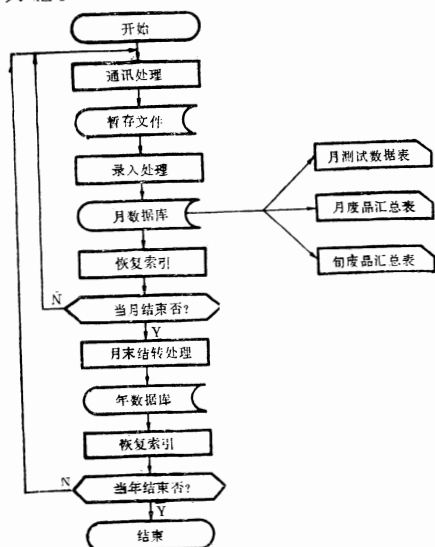 开始
通讯处理
暂存文件
录入处理
月测试数据表
月数据库
月废品汇总表
恢复索引
旬废品汇总表
N
当月结束否?
Y
月末结转处理
年数据库
恢复索引
N
当年结束否?
Y
结束